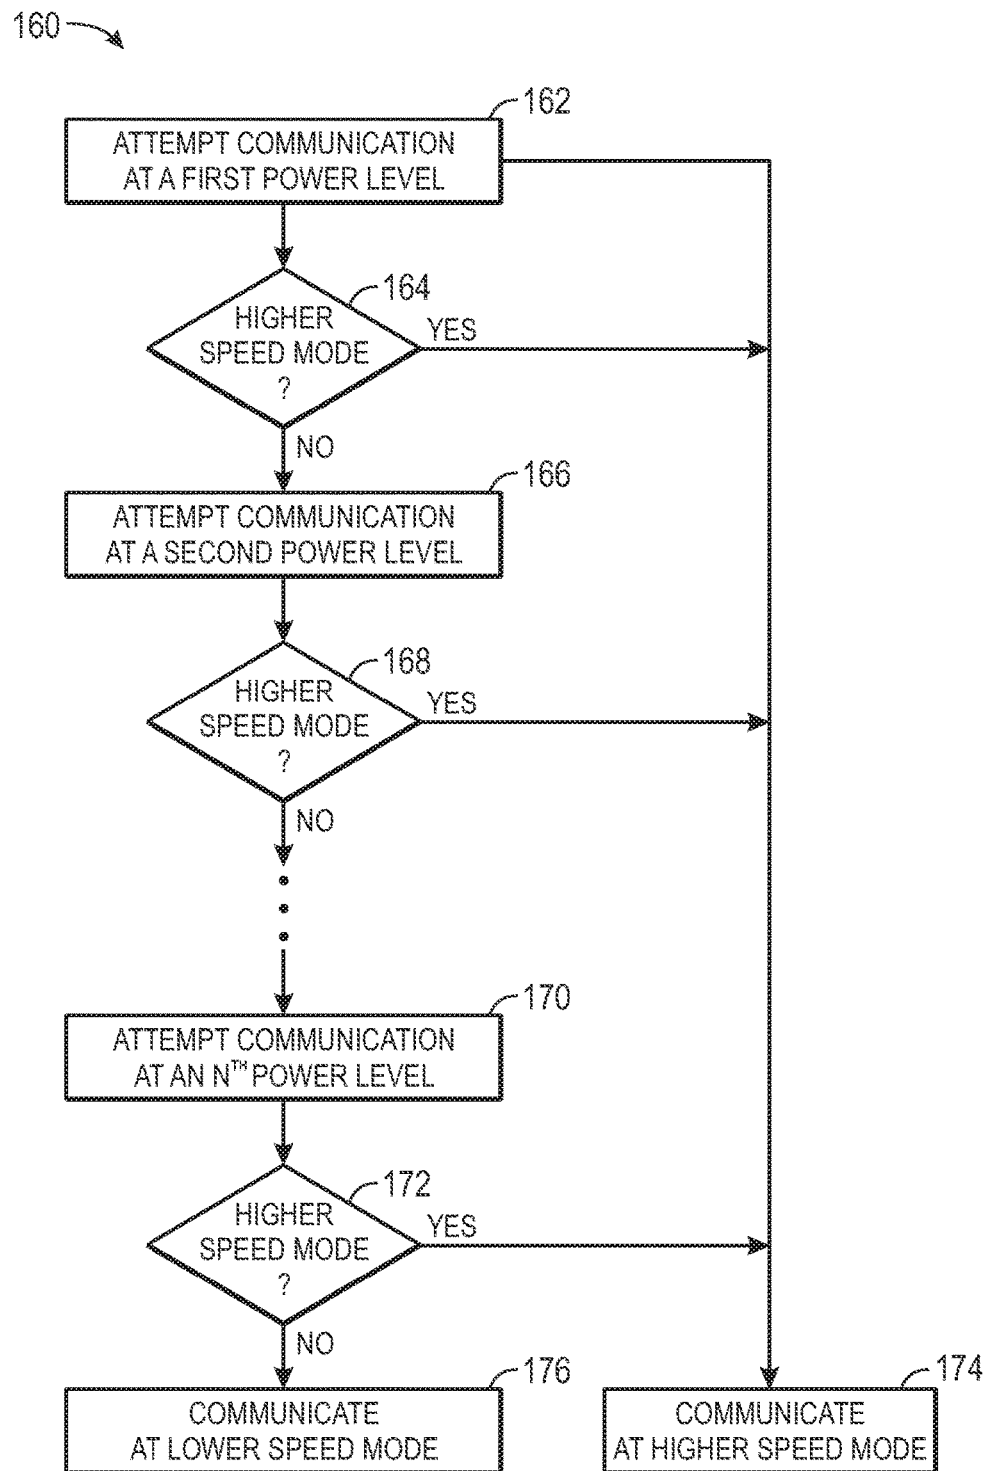 160
162
ATTEMPT COMMUNICATION
AT A FIRST POWER LEVEL
164
HIGHER
SPEED MODE
?
YES
NO
166
ATTEMPT COMMUNICATION
AT A SECOND POWER LEVEL
168
HIGHER
SPEED MODE
?
YES
NO
170
ATTEMPT COMMUNICATION
AT AN NTH POWER LEVEL
172
HIGHER
SPEED MODE
?
YES
NO
176
COMMUNICATE
AT LOWER SPEED MODE
174
COMMUNICATE
AT HIGHER SPEED MODE